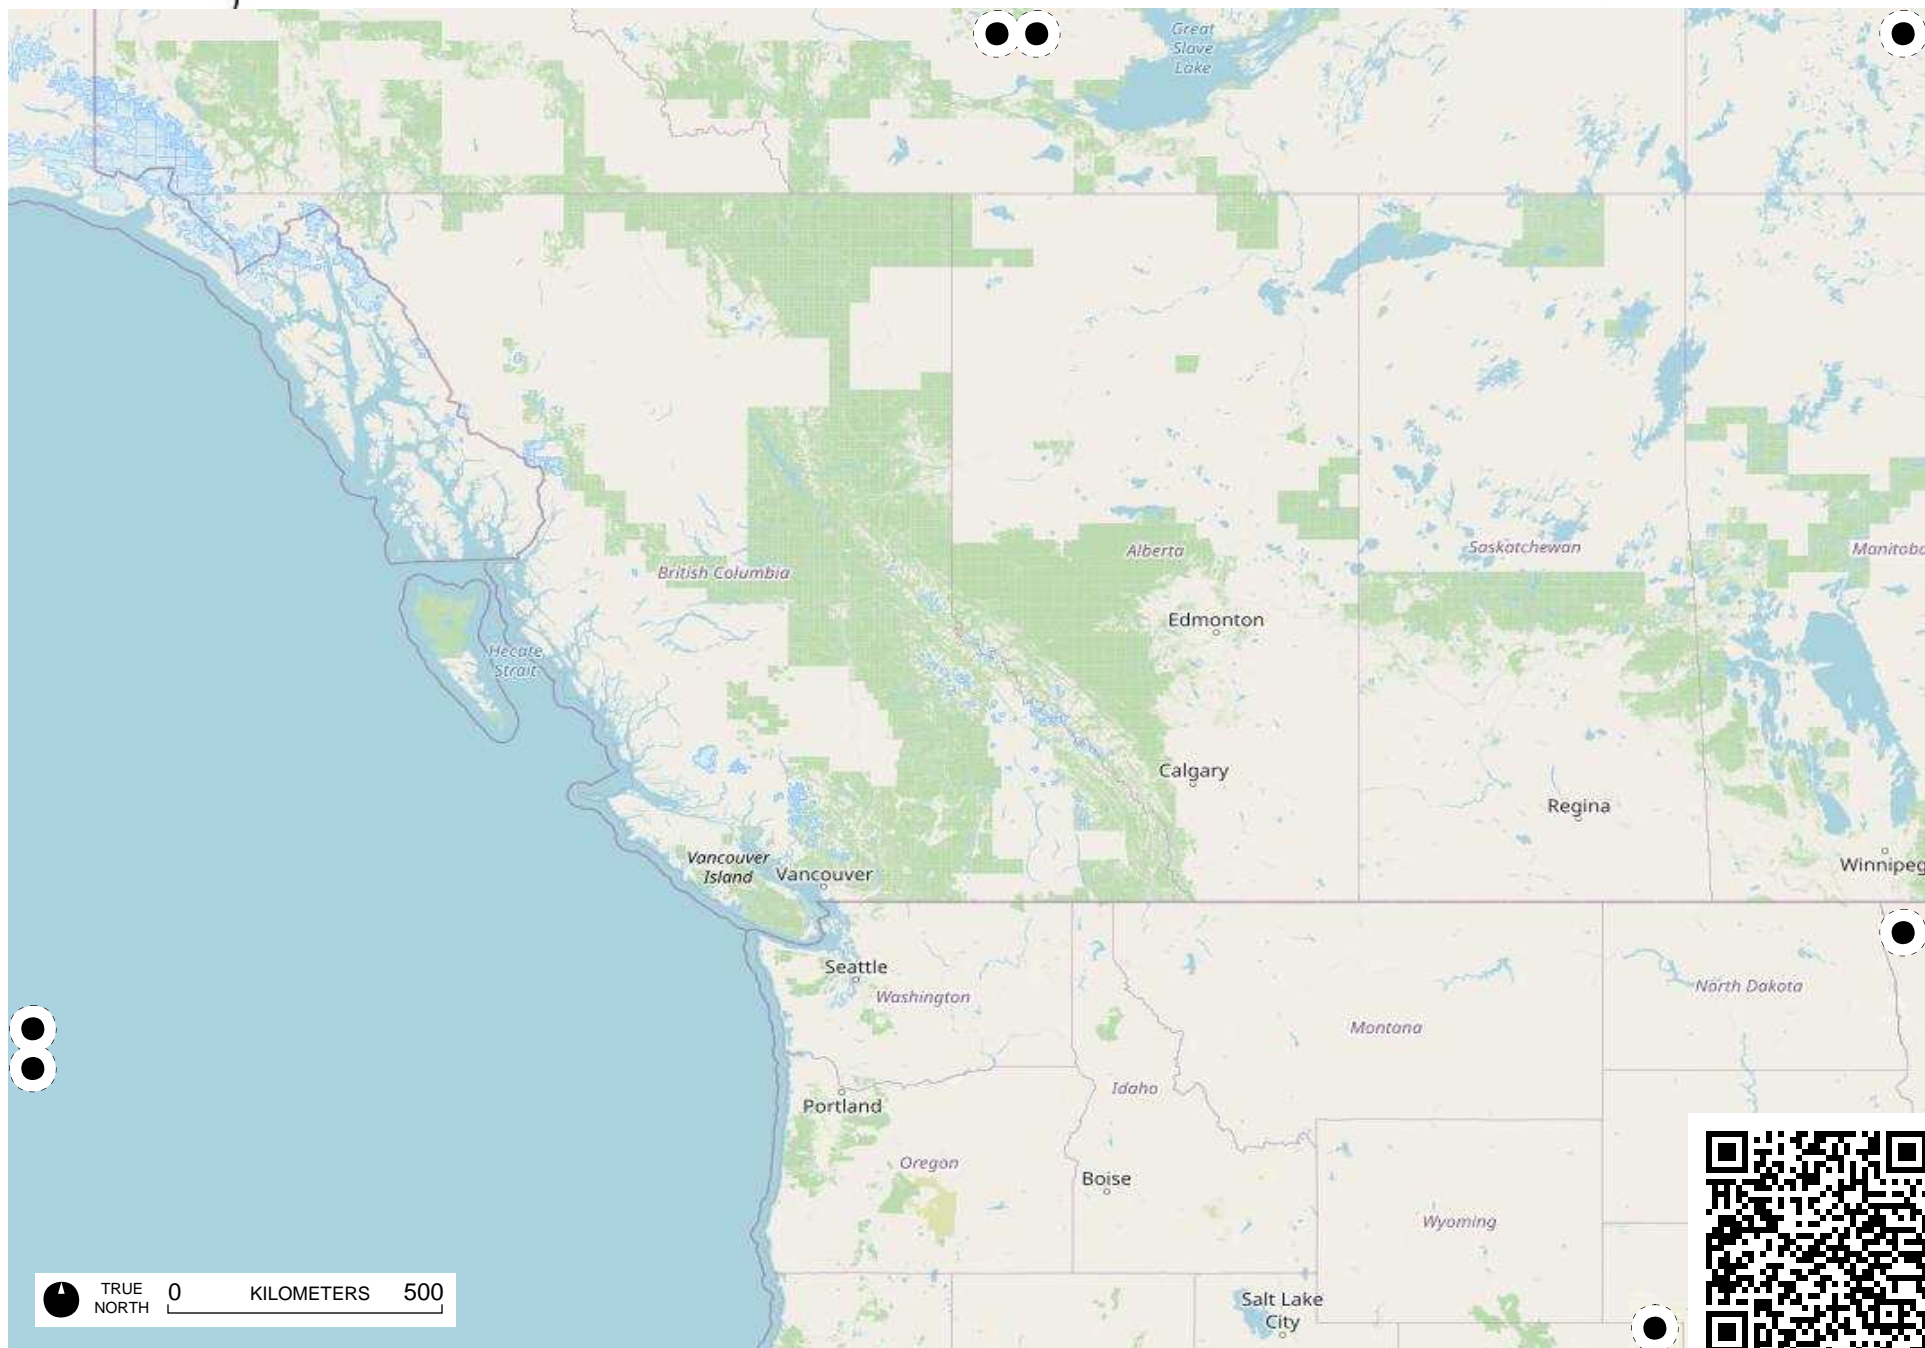 Great
Slave
Lake
Alberta
Saskatchewan
Manitoba
British Columbia
Edmonton
Hecate
Strait
Calgary
Regina
Vancouver
Island
Vancouver
Winnipeg
Seattle
Washington
North Dakota
Montana
Idaho
Portland
Oregon
Boise
Wyoming
Salt Lake
City
TRUE
NORTH
0 KILOMETERS 500